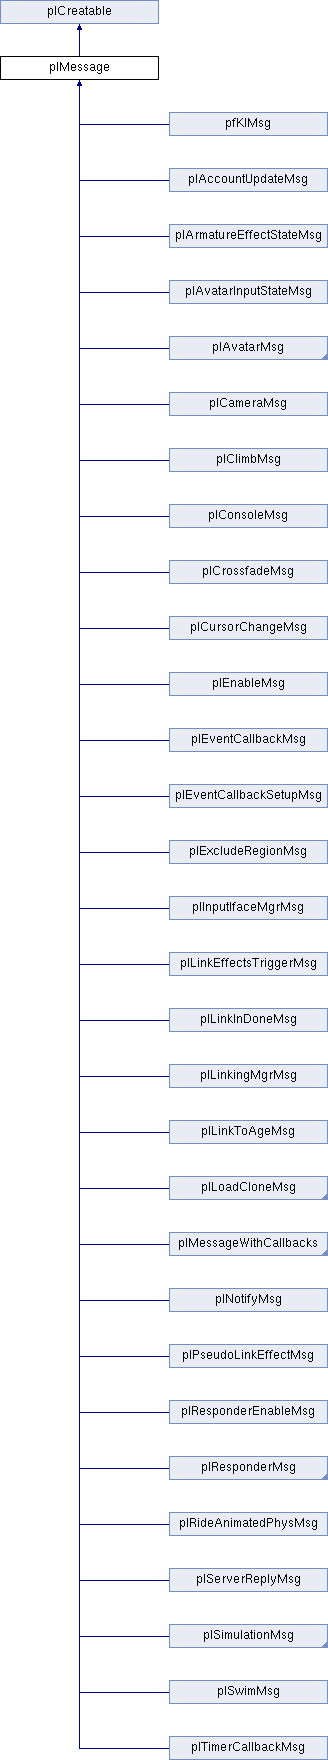 plCreatable
plMessage
pfKIMsg
plAccountUpdateMsg
plArmatureEffectStateMsg
plAvatarInputStateMsg
plAvatarMsg
plCameraMsg
plClimbMsg
plConsoleMsg
plCrossfadeMsg
plCursorChangeMsg
plEnableMsg
plEventCallbackMsg
plEventCallbackSetupMsg
plExcludeRegionMsg
plInputIfaceMgrMsg
plLinkEffectsTriggerMsg
plLinkInDoneMsg
plLinkingMgrMsg
plLinkToAgeMsg
plLoadCloneMsg
plMessageWithCallbacks
plNotifyMsg
plPseudoLinkEffectMsg
plResponderEnableMsg
plResponderMsg
plRideAnimatedPhysMsg
plServerReplyMsg
plSimulationMsg
plSwimMsg
plTimerCallbackMsg